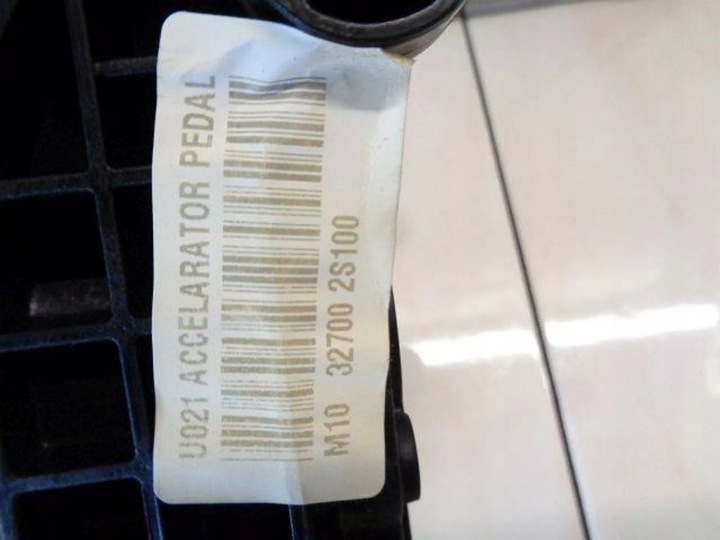 U021 ACCELARATOR PEDAL
M10 32700 2S100